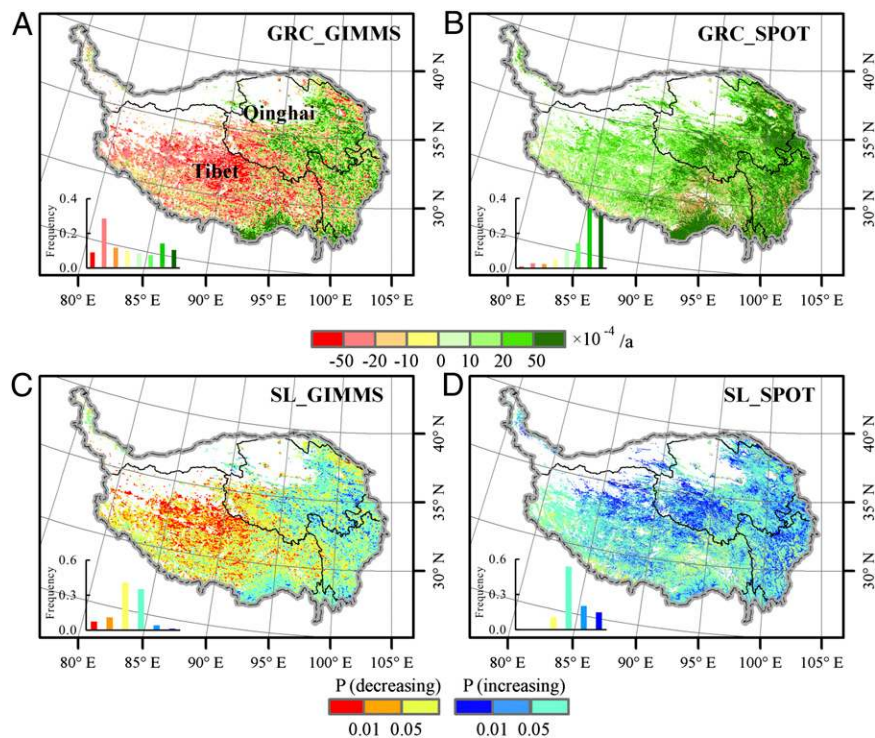 A
GRC_GIMMS
Qinghai
Tibet
Frequency
0.4
0.2
0.0
80° E 85° E 90° E 95° E 100° E 105° E
40° N
35° N
30° N
B
GRC_SPOT
Frequency
0.4
0.2
0.0
80° E 85° E 90° E 95° E 100° E 105° E
40° N
35° N
30° N
-50 -20 -10 0 10 20 50
×10⁻⁴ /a
C
SL_GIMMS
Frequency
0.6
0.3
0.0
80° E 85° E 90° E 95° E 100° E 105° E
40° N
35° N
30° N
D
SL_SPOT
Frequency
0.6
0.3
0.0
80° E 85° E 90° E 95° E 100° E 105° E
40° N
35° N
30° N
P (decreasing) P (increasing)
0.01 0.05 0.01 0.05